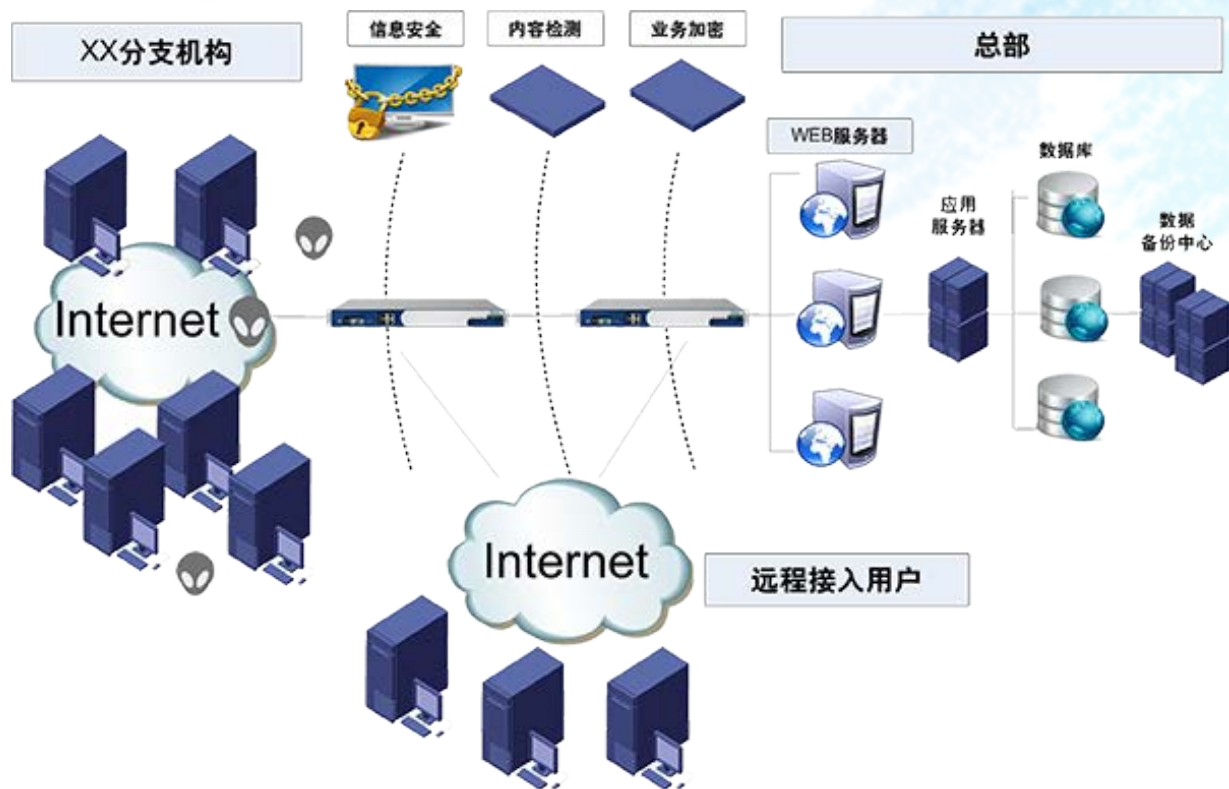 XX分支机构
信息安全
内容检测
业务加密
总部
WEB服务器
数据库
应用
服务器
数据
备份中心
Internet
Internet
远程接入用户